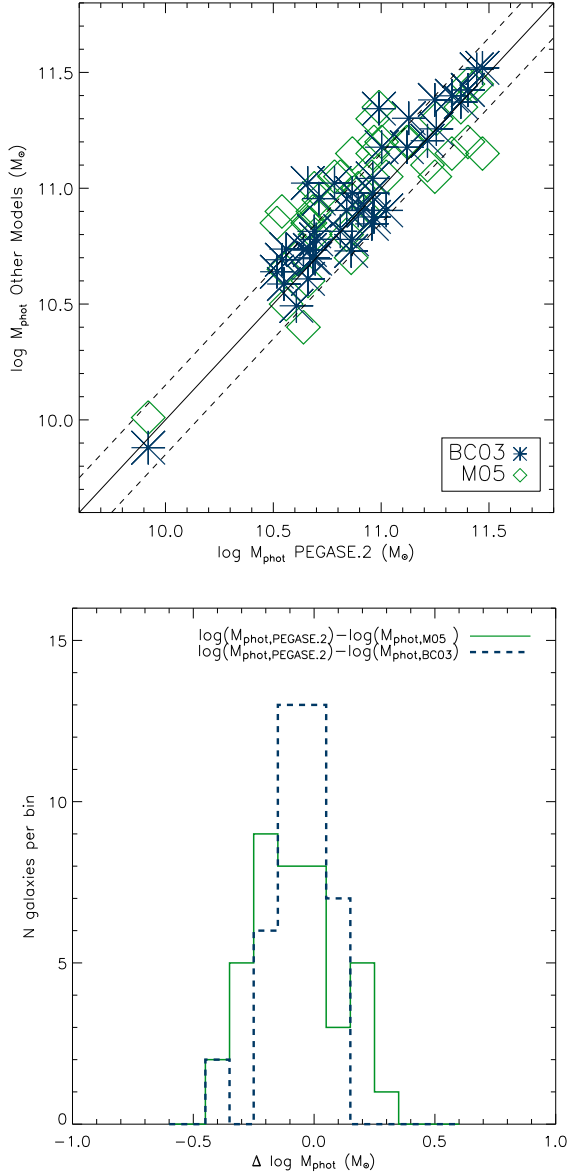 11.5
11.0
10.5
10.0
log M_phot Other Models (M_⊙)
BC03
M05
10.0 10.5 11.0 11.5
log M_phot PEGASE.2 (M_⊙)
15
10
5
0
N galaxies per bin
log(M_phot,PEGASE.2)−log(M_phot,M05)
log(M_phot,PEGASE.2)−log(M_phot,BC03)
−1.0 −0.5 0.0 0.5 1.0
Δ log M_phot (M_⊙)